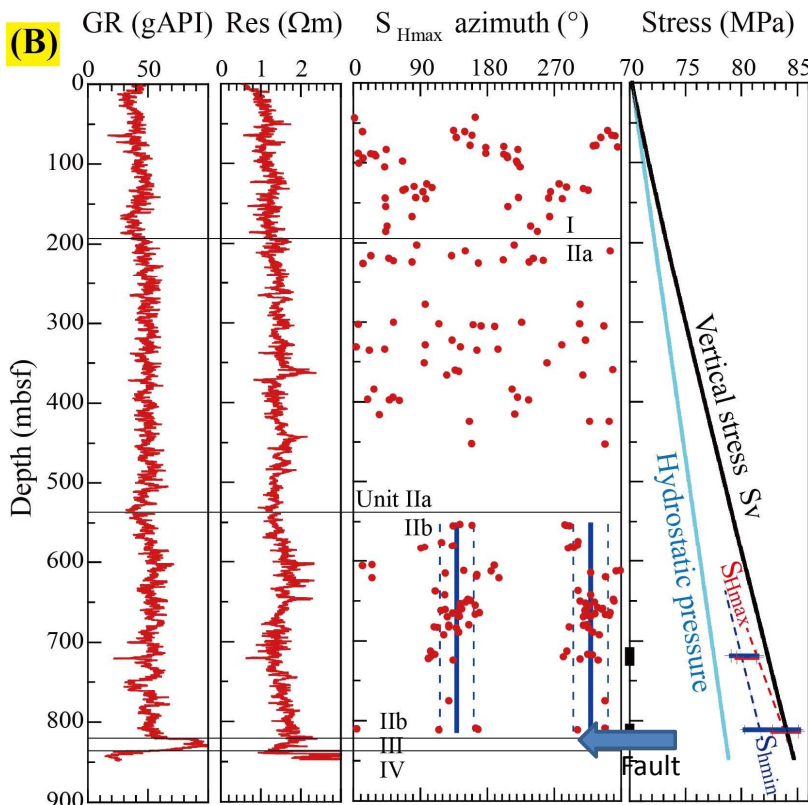 (B)
GR (gAPI) Res (Ωm) S Hmax azimuth (°) Stress (MPa)
0 50 0 1 2 0 90 180 270 70 75 80 85
0
100
200
300
400
500
600
700
800
900
Depth (mbsf)
I
IIa
Unit IIa
IIb
IIb
III
IV
Vertical stress Sv
Hydrostatic pressure
SHmax
Shmin
Fault